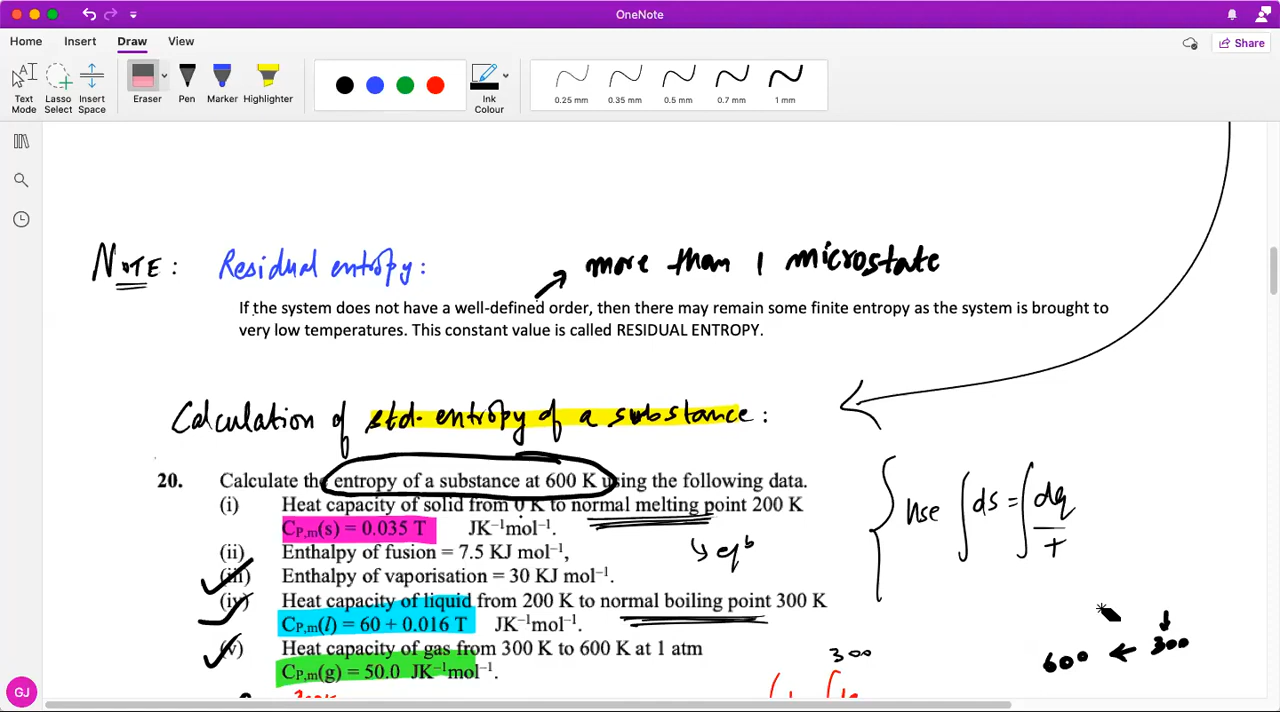 OneNote
Home Insert Draw View
Share
Text Mode
Lasso Select
Insert Space
Eraser
Pen
Marker
Highlighter
Ink Colour
0.25 mm
0.35 mm
0.5 mm
0.7 mm
1 mm
NOTE: Residual entropy: more than 1 microstate
If the system does not have a well-defined order, then there may remain some finite entropy as the system is brought to
very low temperatures. This constant value is called RESIDUAL ENTROPY.
Calculation of std. entropy of a substance:
20. Calculate the entropy of a substance at 600 K using the following data.
(i) Heat capacity of solid from 0 K to normal melting point 200 K
C_P,m(s) = 0.035 T JK⁻¹mol⁻¹.
(ii) Enthalpy of fusion = 7.5 KJ mol⁻¹,
(iii) Enthalpy of vaporisation = 30 KJ mol⁻¹.
(iv) Heat capacity of liquid from 200 K to normal boiling point 300 K
C_P,m(l) = 60 + 0.016 T JK⁻¹mol⁻¹.
(v) Heat capacity of gas from 300 K to 600 K at 1 atm
C_P,m(g) = 50.0 JK⁻¹mol⁻¹.
use ∫ds = ∫dq/T
600 ← 300
300
300K
GJ